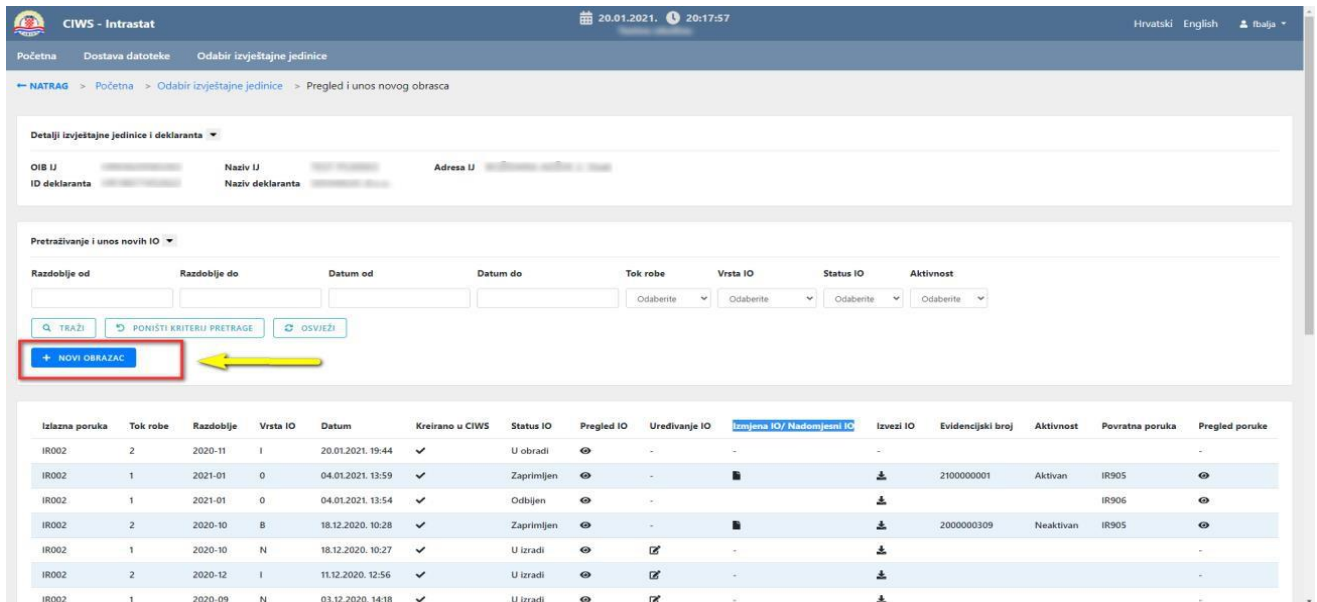 CIWS - Intrastat
20.01.2021. 20:17:57
Hrvatski English fbalja
Početna Dostava datoteke Odabir izvještajne jedinice
NATRAG > Početna > Odabir izvještajne jedinice > Pregled i unos novog obrasca
Detalji izvještajne jedinice i deklaranta
OIB IJ Naziv IJ Adresa IJ
ID deklaranta Naziv deklaranta
Pretraživanje i unos novih IO
Razdoblje od Razdoblje do Datum od Datum do Tok robe Vrsta IO Status IO Aktivnost
Odaberite Odaberite Odaberite Odaberite
TRAŽI PONIŠTI KRITERIJ PRETRAGE OSVJEŽI
+ NOVI OBRAZAC
Izlazna poruka Tok robe Razdoblje Vrsta IO Datum Kreirano u CIWS Status IO Pregled IO Uređivanje IO Izmjena IO/ Nadomjesni IO Izvezi IO Evidencijski broj Aktivnost Povratna poruka Pregled poruke
IR002 2 2020-11 I 20.01.2021. 19:44 U obradi - - - -
IR002 1 2021-01 0 04.01.2021. 13:59 Zaprimljen - 2100000001 Aktivan IR905
IR002 1 2021-01 0 04.01.2021. 13:54 Odbijen - IR906
IR002 2 2020-10 B 18.12.2020. 10:28 Zaprimljen - 2000000309 Neaktivan IR905
IR002 1 2020-10 N 18.12.2020. 10:27 U izradi - -
IR002 2 2020-12 I 11.12.2020. 12:56 U izradi - -
IR002 1 2020-09 N 03.12.2020. 14:18 U izradi - -